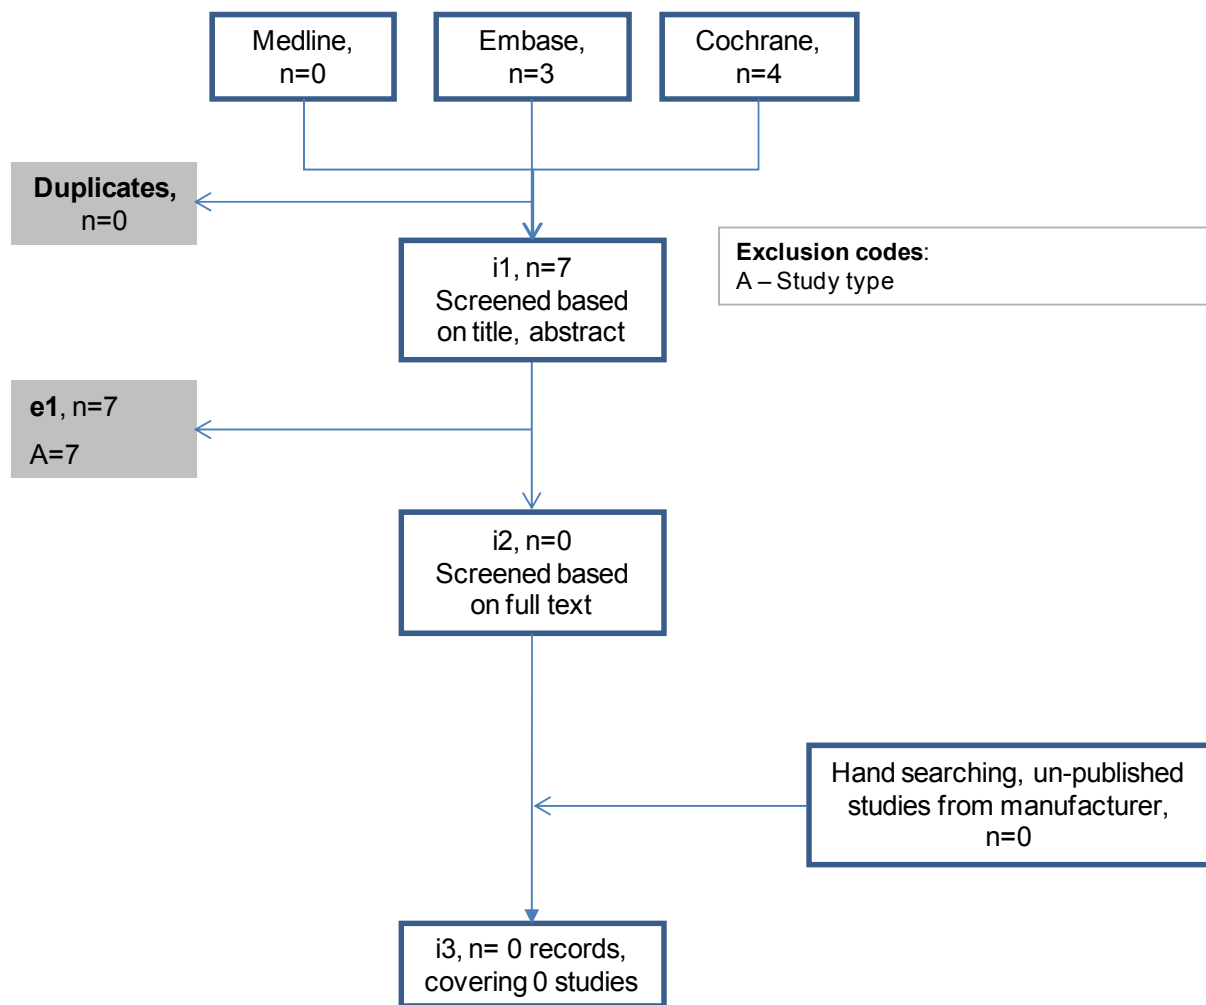 Medline,
n=0
Embase,
n=3
Cochrane,
n=4
Duplicates,
n=0
i1, n=7
Screened based
on title, abstract
Exclusion codes:
A – Study type
e1, n=7
A=7
i2, n=0
Screened based
on full text
Hand searching, un-published
studies from manufacturer,
n=0
i3, n= 0 records,
covering 0 studies